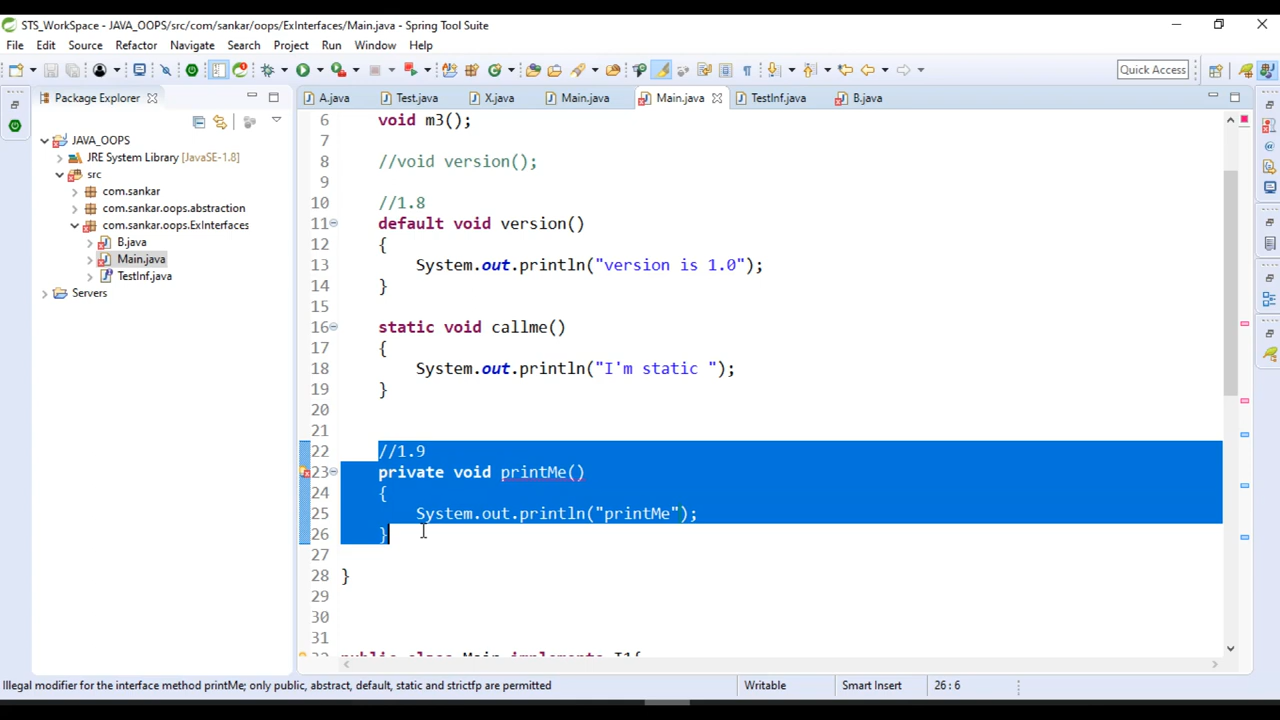 STS_WorkSpace - JAVA_OOPS/src/com/sankar/oops/ExInterfaces/Main.java - Spring Tool Suite
File Edit Source Refactor Navigate Search Project Run Window Help
Quick Access
Package Explorer
A.java Test.java X.java Main.java Main.java TestInf.java B.java
JAVA_OOPS
JRE System Library [JavaSE-1.8]
src
com.sankar
com.sankar.oops.abstraction
com.sankar.oops.ExInterfaces
B.java
Main.java
TestInf.java
Servers
6 void m3();
7
8 //void version();
9
10 //1.8
11 default void version()
12 {
13 System.out.println("version is 1.0");
14 }
15
16 static void callme()
17 {
18 System.out.println("I'm static ");
19 }
20
21
22 //1.9
23 private void printMe()
24 {
25 System.out.println("printMe");
26 }
27
28 }
29
30
31
32 public class Main implements I1{
Illegal modifier for the interface method printMe; only public, abstract, default, static and strictfp are permitted
Writable Smart Insert 26 : 6